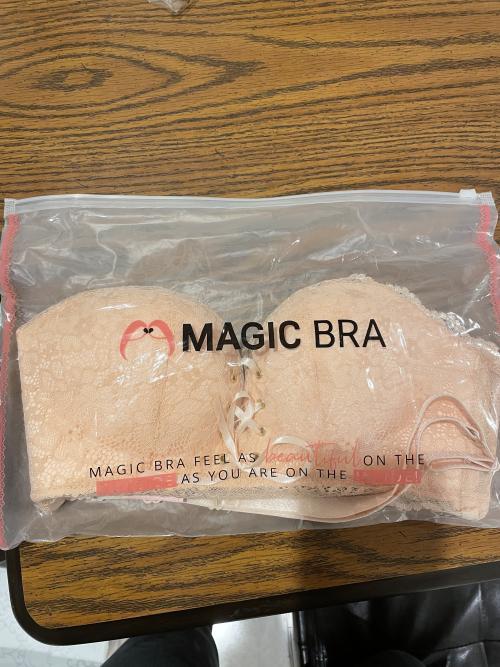 MAGIC BRA
MAGIC BRA FEEL AS beautiful ON THE
AS YOU ARE ON THE